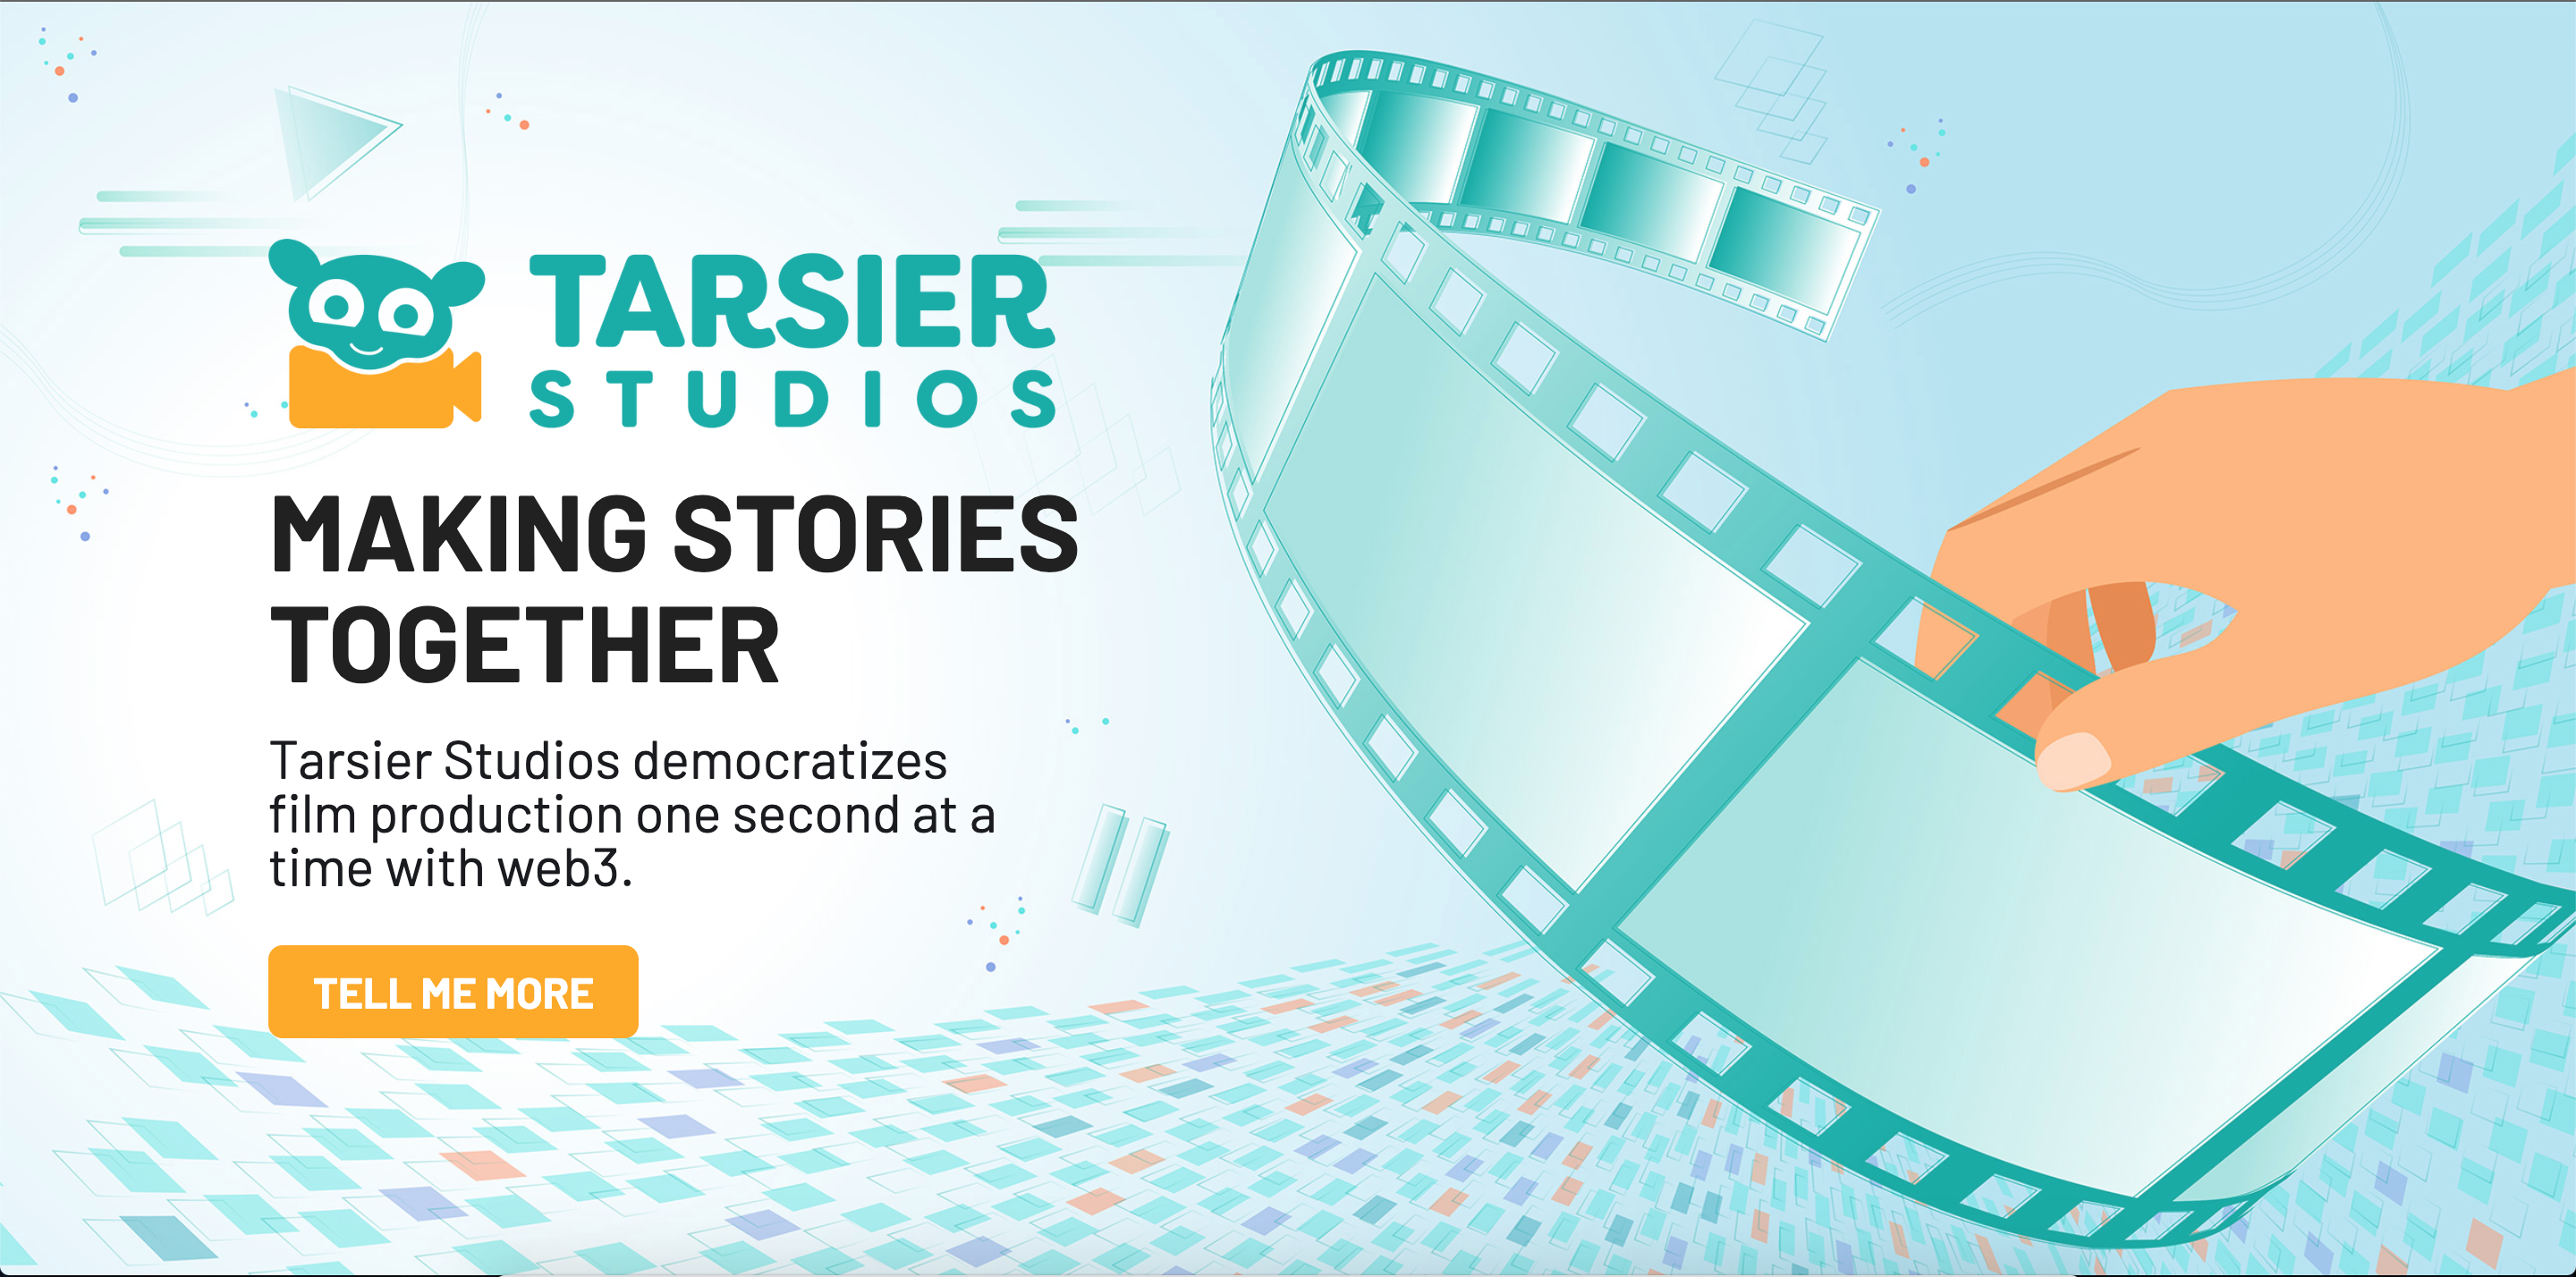 TARSIER
STUDIOS
MAKING STORIES
TOGETHER
Tarsier Studios democratizes
film production one second at a
time with web3.
TELL ME MORE